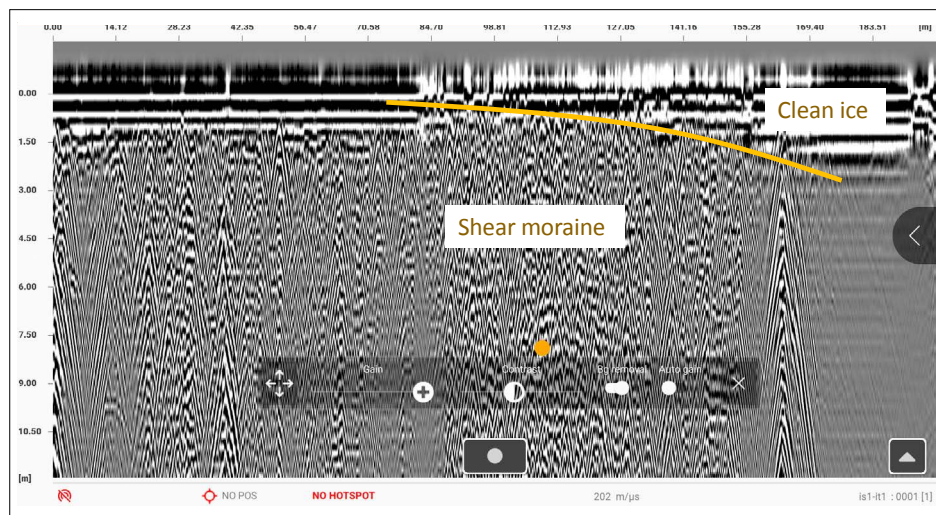 0.00 14.12 28.23 42.35 56.47 70.58 84.70 98.81 112.93 127.05 141.16 155.28 169.40 183.51 [m]
0.00
Clean ice
1.50
3.00
Shear moraine
4.50
6.00
7.50
Gain Contrast Bg removal Auto gain
9.00
10.50
[m]
NO POS NO HOTSPOT 202 m/µs is1-it1 : 0001 [1]